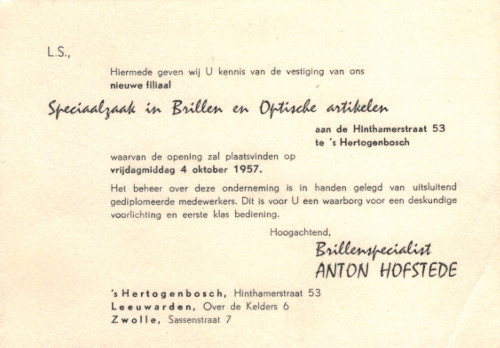 L.S.,
Hiermede geven wij U kennis van de vestiging van ons
nieuwe filiaal
Speciaalzaak in Brillen en Optische artikelen
aan de Hinthamerstraat 53
te 's Hertogenbosch
waarvan de opening zal plaatsvinden op
vrijdagmiddag 4 oktober 1957.
Het beheer over deze onderneming is in handen gelegd van uitsluitend
gediplomeerde medewerkers. Dit is voor U een waarborg voor een deskundige
voorlichting en eerste klas bediening.
Hoogachtend,
Brillenspecialist
ANTON HOFSTEDE
's Hertogenbosch, Hinthamerstraat 53
Leeuwarden, Over de Kelders 6
Zwolle, Sassenstraat 7